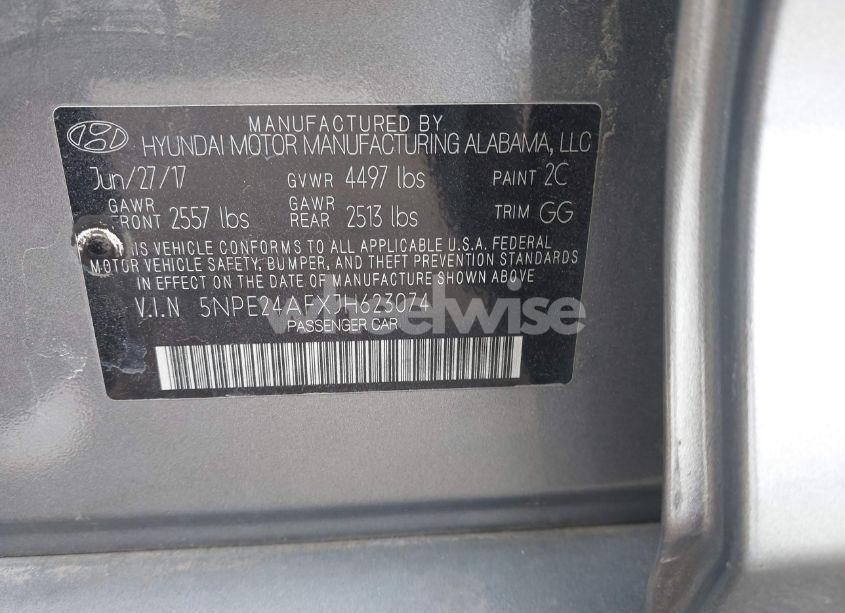 MANUFACTURED BY
HYUNDAI MOTOR MANUFACTURING ALABAMA, LLC
Jun/27/17 GVWR 4497 lbs PAINT 2C
GAWR FRONT 2557 lbs GAWR REAR 2513 lbs TRIM GG
THIS VEHICLE CONFORMS TO ALL APPLICABLE U.S.A. FEDERAL
MOTOR VEHICLE SAFETY, BUMPER, AND THEFT PREVENTION STANDARDS
IN EFFECT ON THE DATE OF MANUFACTURE SHOWN ABOVE
V.I.N 5NPE24AFXJH623074
PASSENGER CAR
wheelwise